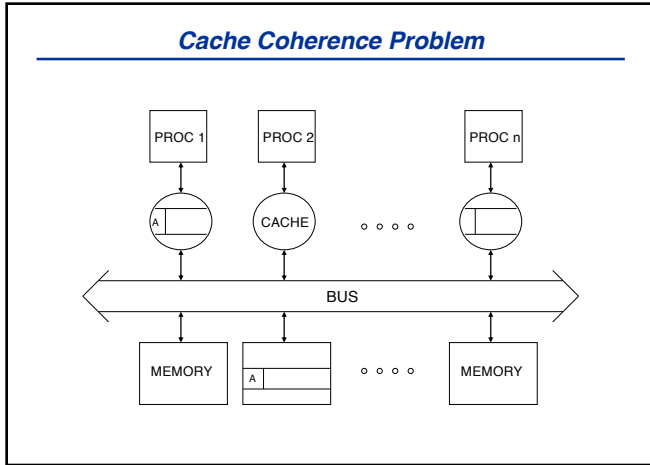 Cache Coherence Problem
PROC 1
PROC 2
PROC n
A
CACHE
BUS
MEMORY
A
MEMORY